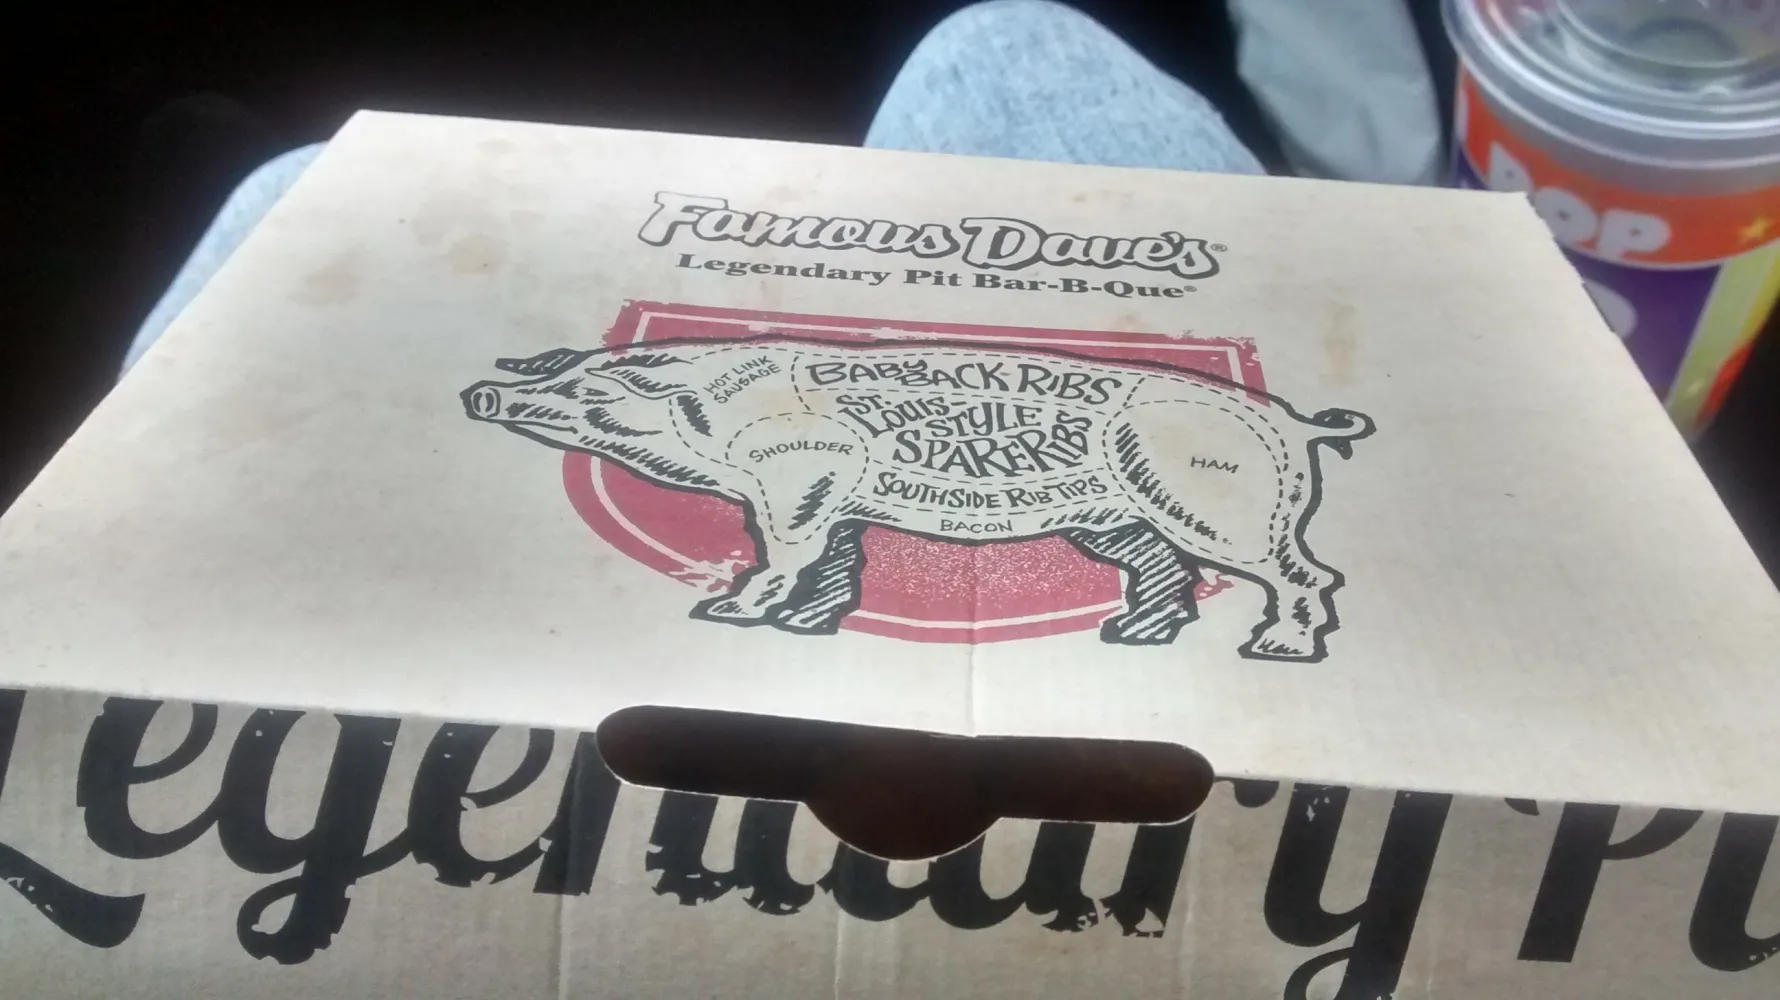 Famous Dave's®
Legendary Pit Bar-B-Que®
HOT LINK
SAUSAGE
BABY BACK RIBS
ST. LOUIS
STYLE
SPARERIBS
SHOULDER
HAM
SOUTHSIDE RIB TIPS
BACON
Legendary Pi
POP